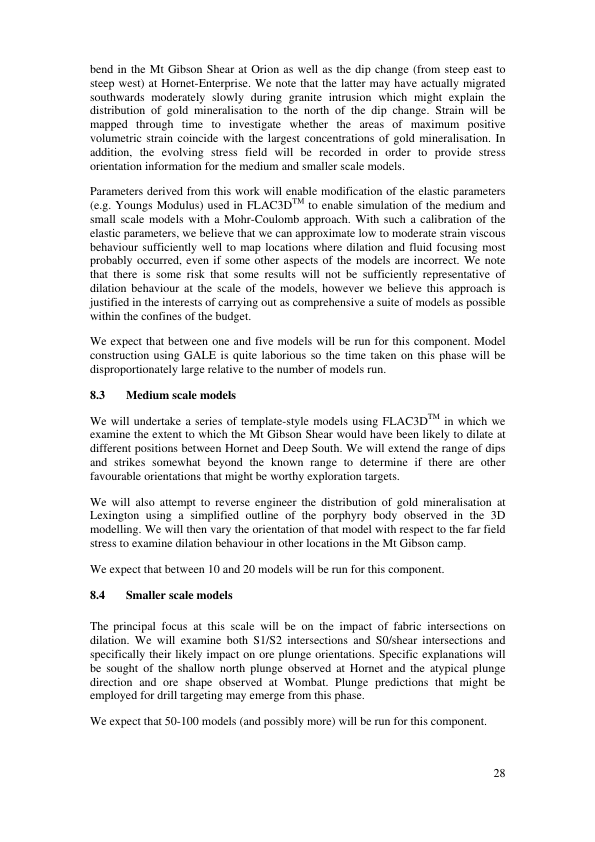 bend in the Mt Gibson Shear at Orion as well as the dip change (from steep east to
steep west) at Hornet-Enterprise. We note that the latter may have actually migrated
southwards moderately slowly during granite intrusion which might explain the
distribution of gold mineralisation to the north of the dip change. Strain will be
mapped through time to investigate whether the areas of maximum positive
volumetric strain coincide with the largest concentrations of gold mineralisation. In
addition, the evolving stress field will be recorded in order to provide stress
orientation information for the medium and smaller scale models.
Parameters derived from this work will enable modification of the elastic parameters
(e.g. Youngs Modulus) used in FLAC3D™ to enable simulation of the medium and
small scale models with a Mohr-Coulomb approach. With such a calibration of the
elastic parameters, we believe that we can approximate low to moderate strain viscous
behaviour sufficiently well to map locations where dilation and fluid focusing most
probably occurred, even if some other aspects of the models are incorrect. We note
that there is some risk that some results will not be sufficiently representative of
dilation behaviour at the scale of the models, however we believe this approach is
justified in the interests of carrying out as comprehensive a suite of models as possible
within the confines of the budget.
We expect that between one and five models will be run for this component. Model
construction using GALE is quite laborious so the time taken on this phase will be
disproportionately large relative to the number of models run.
8.3 Medium scale models
We will undertake a series of template-style models using FLAC3D™ in which we
examine the extent to which the Mt Gibson Shear would have been likely to dilate at
different positions between Hornet and Deep South. We will extend the range of dips
and strikes somewhat beyond the known range to determine if there are other
favourable orientations that might be worthy exploration targets.
We will also attempt to reverse engineer the distribution of gold mineralisation at
Lexington using a simplified outline of the porphyry body observed in the 3D
modelling. We will then vary the orientation of that model with respect to the far field
stress to examine dilation behaviour in other locations in the Mt Gibson camp.
We expect that between 10 and 20 models will be run for this component.
8.4 Smaller scale models
The principal focus at this scale will be on the impact of fabric intersections on
dilation. We will examine both S1/S2 intersections and S0/shear intersections and
specifically their likely impact on ore plunge orientations. Specific explanations will
be sought of the shallow north plunge observed at Hornet and the atypical plunge
direction and ore shape observed at Wombat. Plunge predictions that might be
employed for drill targeting may emerge from this phase.
We expect that 50-100 models (and possibly more) will be run for this component.
28